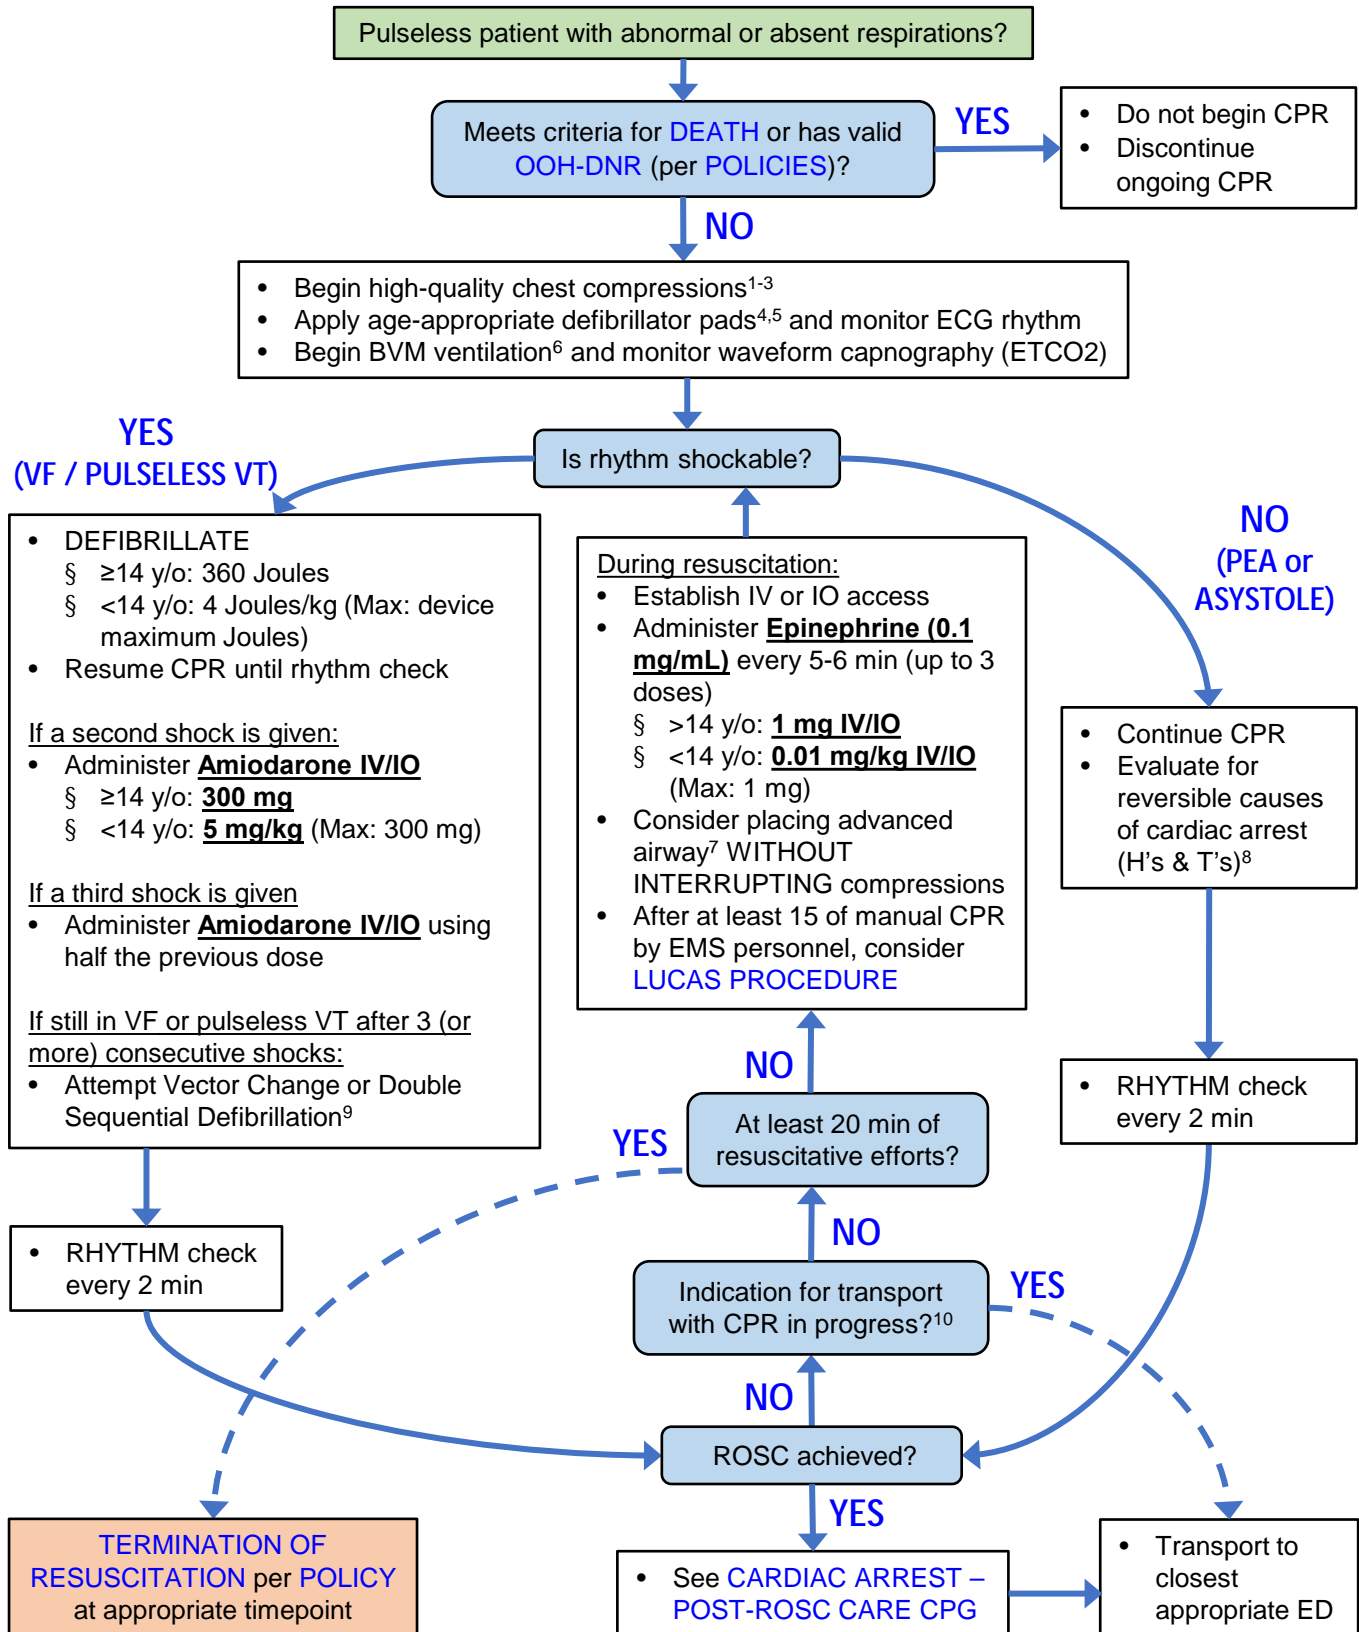 Pulseless patient with abnormal or absent respirations?
Meets criteria for DEATH or has valid
OOH-DNR (per POLICIES)?
YES
• Do not begin CPR
• Discontinue
ongoing CPR
NO
• Begin high-quality chest compressions1-3
• Apply age-appropriate defibrillator pads4,5 and monitor ECG rhythm
• Begin BVM ventilation6 and monitor waveform capnography (ETCO2)
YES
(VF / PULSELESS VT)
Is rhythm shockable?
NO
(PEA or
ASYSTOLE)
• DEFIBRILLATE
§ ≥14 y/o: 360 Joules
§ <14 y/o: 4 Joules/kg (Max: device
maximum Joules)
• Resume CPR until rhythm check
If a second shock is given:
• Administer Amiodarone IV/IO
§ ≥14 y/o: 300 mg
§ <14 y/o: 5 mg/kg (Max: 300 mg)
If a third shock is given
• Administer Amiodarone IV/IO using
half the previous dose
If still in VF or pulseless VT after 3 (or
more) consecutive shocks:
• Attempt Vector Change or Double
Sequential Defibrillation9
During resuscitation:
• Establish IV or IO access
• Administer Epinephrine (0.1
mg/mL) every 5-6 min (up to 3
doses)
§ >14 y/o: 1 mg IV/IO
§ <14 y/o: 0.01 mg/kg IV/IO
(Max: 1 mg)
• Consider placing advanced
airway7 WITHOUT
INTERRUPTING compressions
• After at least 15 of manual CPR
by EMS personnel, consider
LUCAS PROCEDURE
• Continue CPR
• Evaluate for
reversible causes
of cardiac arrest
(H's & T's)8
NO
• RHYTHM check
every 2 min
At least 20 min of
resuscitative efforts?
YES
NO
• RHYTHM check
every 2 min
Indication for transport
with CPR in progress?10
YES
NO
ROSC achieved?
YES
TERMINATION OF
RESUSCITATION per POLICY
at appropriate timepoint
• See CARDIAC ARREST –
POST-ROSC CARE CPG
• Transport to
closest
appropriate ED